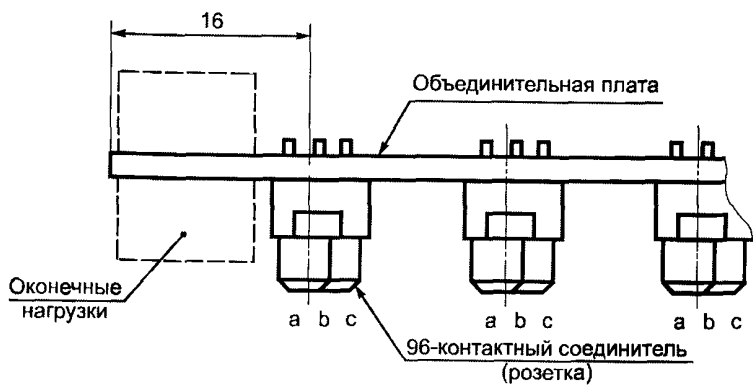 16
Объединительная плата
Оконечные
нагрузки
a b c
a b c
a b c
96-контактный соединитель
(розетка)